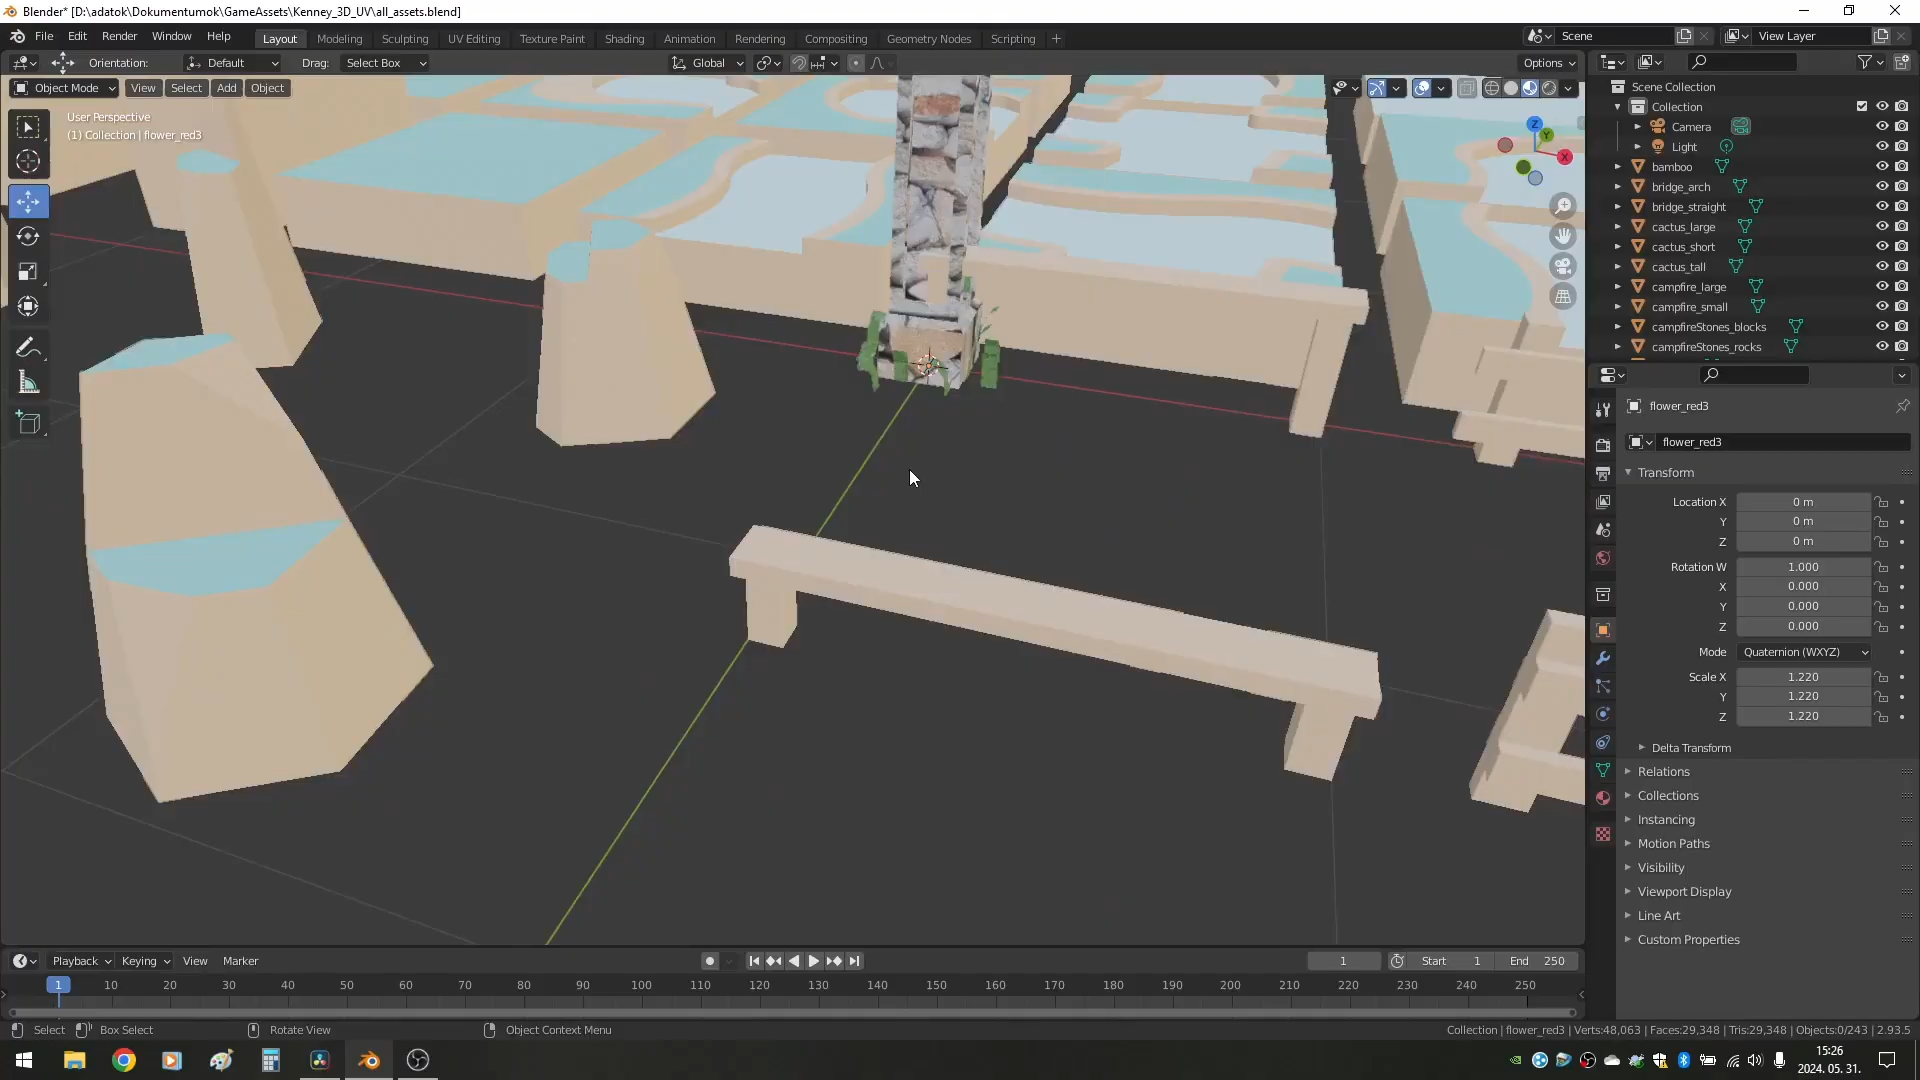 Blender* [D:\adatok\Dokumentumok\GameAssets\Kenney_3D_UV\all_assets.blend]
File Edit Render Window Help Layout Modeling Sculpting UV Editing Texture Paint Shading Animation Rendering Compositing Geometry Nodes Scripting + Scene View Layer
Orientation: Default Drag: Select Box Global Options
Object Mode View Select Add Object
User Perspective
(1) Collection | flower_red3
Z
Y
X
Scene Collection
Collection
Camera
Light
bamboo
bridge_arch
bridge_straight
cactus_large
cactus_short
cactus_tall
campfire_large
campfire_small
campfireStones_blocks
campfireStones_rocks
flower_red3
flower_red3
Transform
Location X 0 m
Y 0 m
Z 0 m
Rotation W 1.000
X 0.000
Y 0.000
Z 0.000
Mode Quaternion (WXYZ)
Scale X 1.220
Y 1.220
Z 1.220
Delta Transform
Relations
Collections
Instancing
Motion Paths
Visibility
Viewport Display
Line Art
Custom Properties
Playback Keying View Marker 1 Start 1 End 250
1 10 20 30 40 50 60 70 80 90 100 110 120 130 140 150 160 170 180 190 200 210 220 230 240 250
Select Box Select Rotate View Object Context Menu Collection | flower_red3 | Verts:48,063 | Faces:29,348 | Tris:29,348 | Objects:0/243 | 2.93.5
15:26
2024. 05. 31.